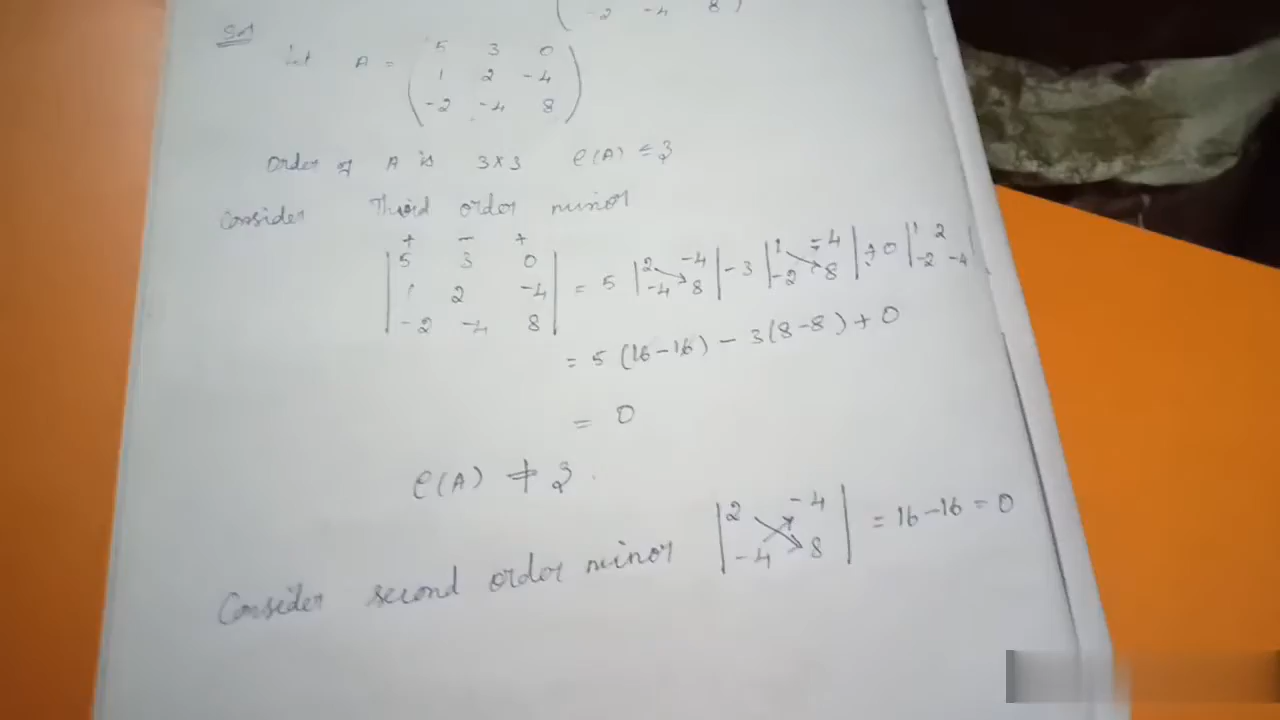 -2 -4 8
Sol
Let A = 5 3 0
1 2 -4
-2 -4 8
Order of A is 3×3 ρ(A) ≤ 3
Consider Third order minor
+ - +
|5 3 0| = 5 |2 -4| - 3 |1 -4| + 0 |1 2|
|1 2 -4| |-4 8| |-2 8| |-2 -4|
|-2 -4 8|
= 5 (16-16) - 3(8-8) + 0
= 0
ρ(A) ≠ 3.
Consider second order minor |2 -4| = 16-16 = 0
|-4 8|